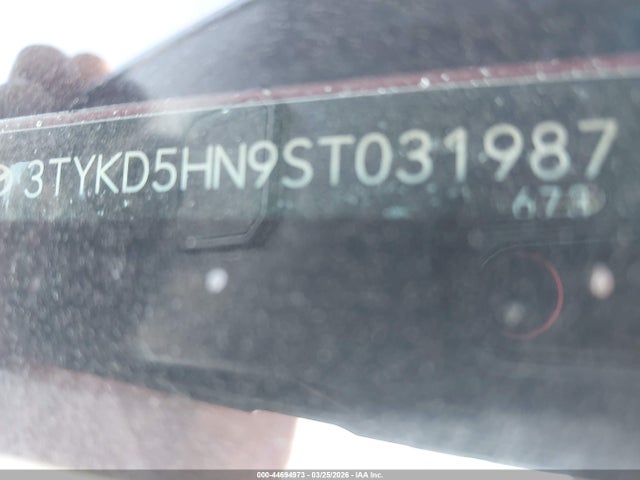 3TYKD5HN9ST031987
000-44694973 — 03/25/2026 — IAA Inc.